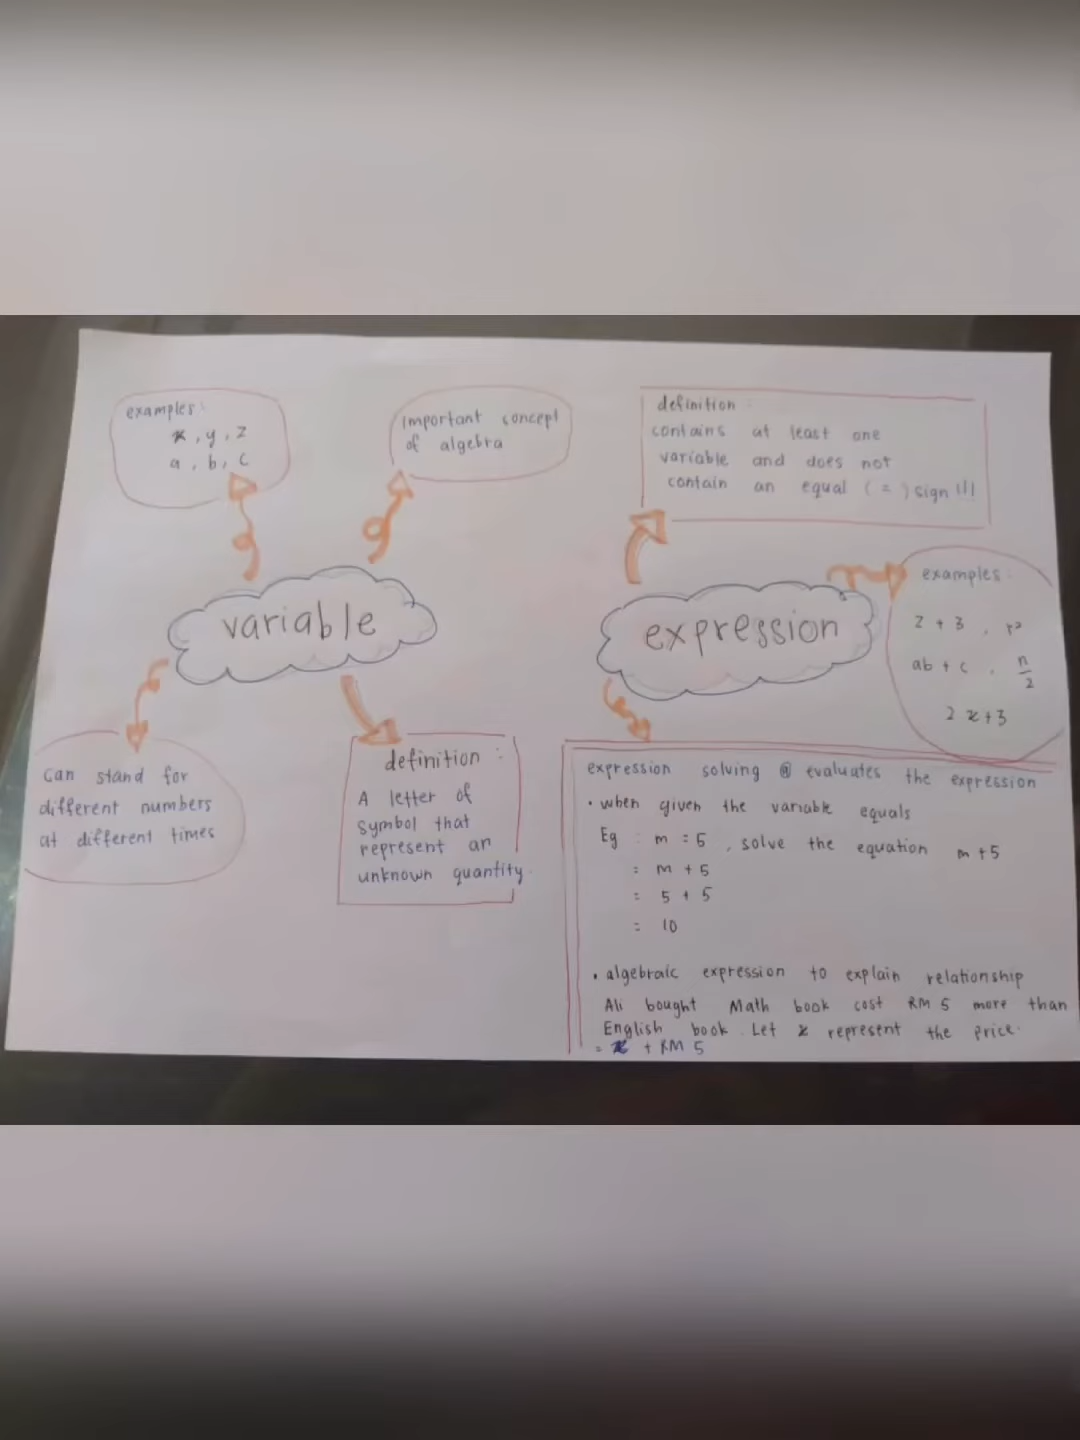 examples:
x, y, z
a, b, c
important concept
of algebra
variable
can stand for
different numbers
at different times
definition :
A letter of
symbol that
represent an
unknown quantity.
definition :
contains at least one
variable and does not
contain an equal ( = ) sign !!!
expression
examples :
z + 3 , r²
ab + c , n/2
2x+3
expression solving @ evaluates the expression
• when given the variable equals
Eg : m = 5 , solve the equation m+5
= m + 5
= 5 + 5
= 10
• algebraic expression to explain relationship
Ali bought Math book cost RM 5 more than
English book. Let x represent the price.
= x + RM 5